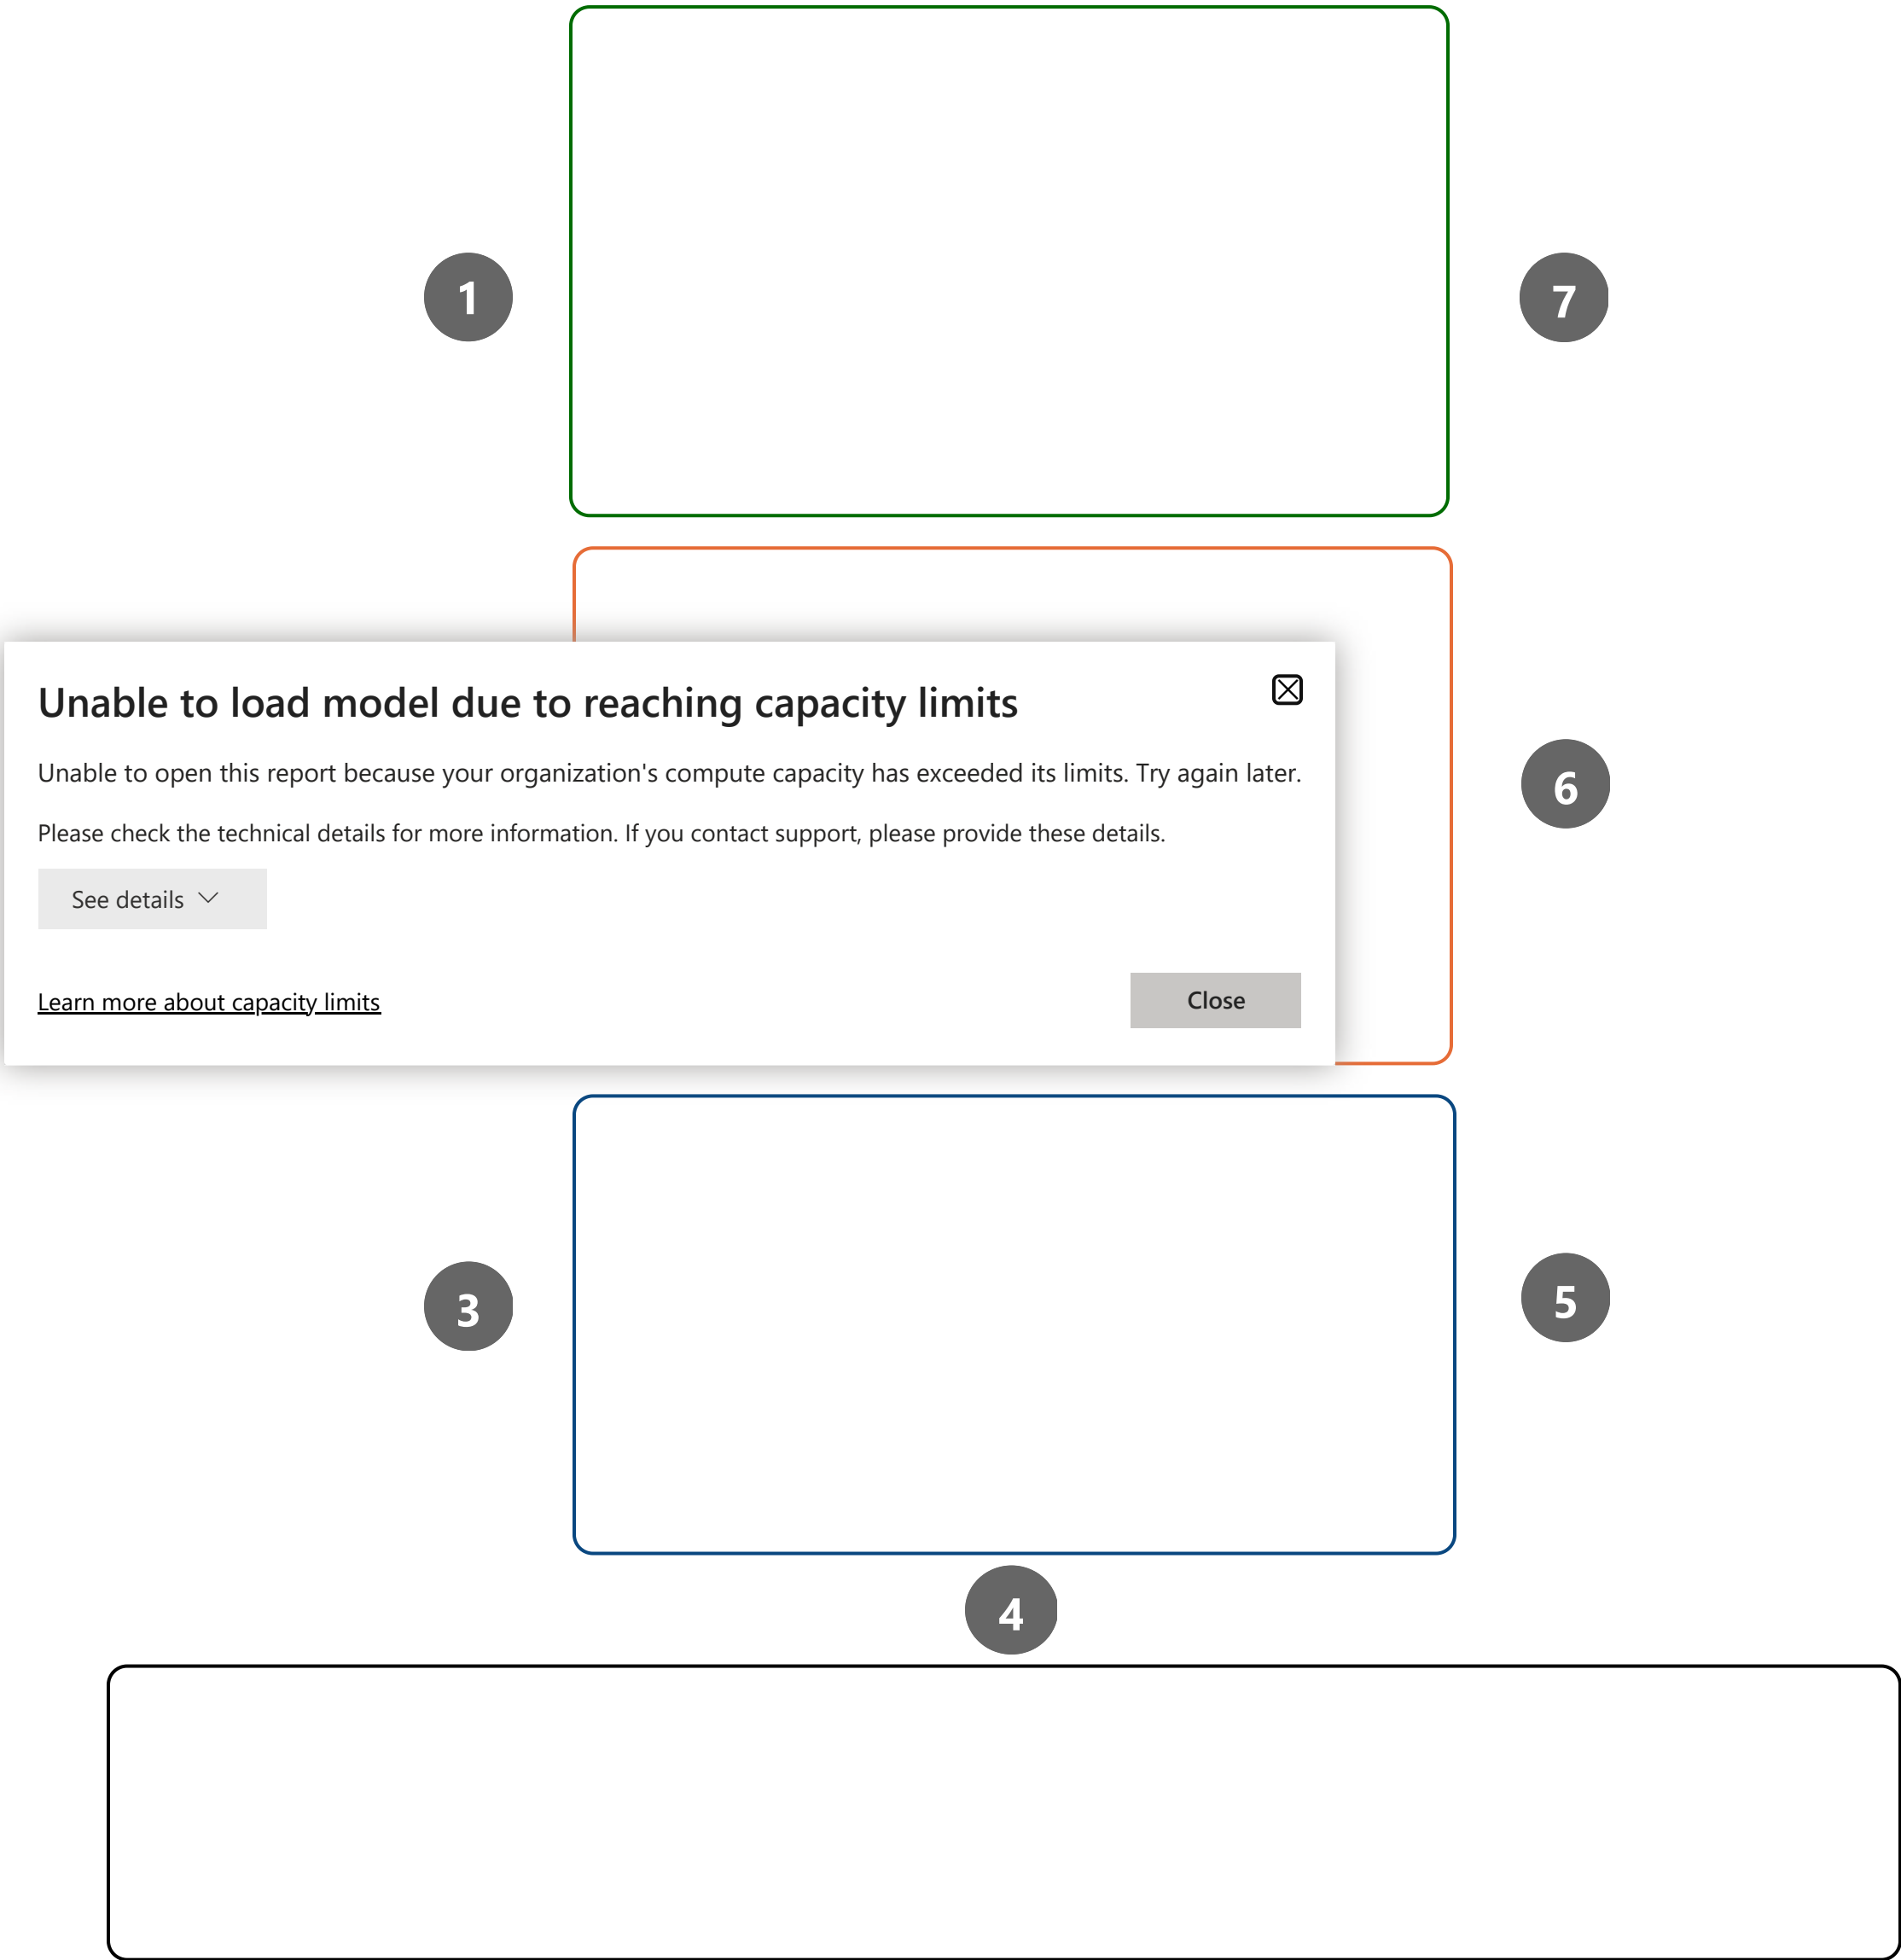 1
7
Unable to load model due to reaching capacity limits
Unable to open this report because your organization's compute capacity has exceeded its limits. Try again later.
6
Please check the technical details for more information. If you contact support, please provide these details.
See details
Learn more about capacity limits
Close
3
5
4